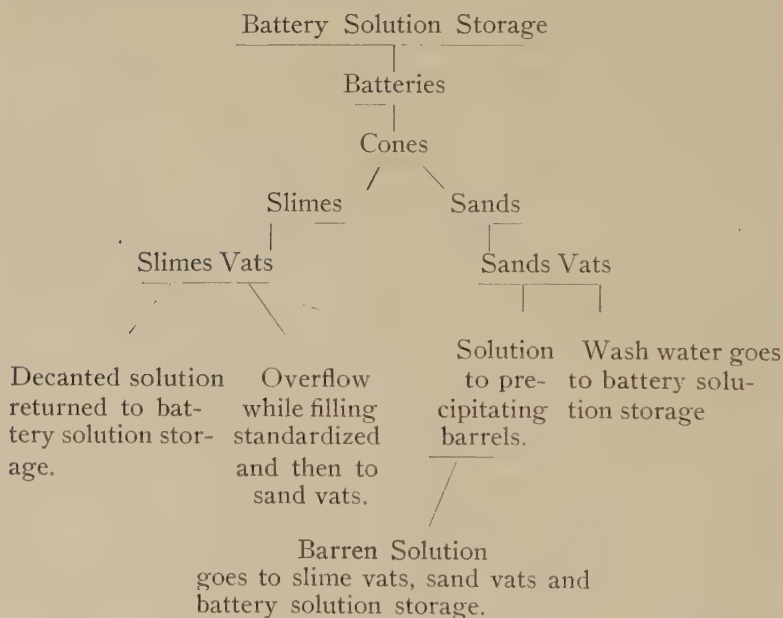 Battery Solution Storage
Batteries
Cones
Slimes
Sands
Slimes Vats
Sands Vats
Decanted solution
returned to bat-
tery solution stor-
age.
Overflow
while filling
standardized
and then to
sand vats.
Solution
to pre-
cipitating
barrels.
Wash water goes
to battery solu-
tion storage
Barren Solution
goes to slime vats, sand vats and
battery solution storage.